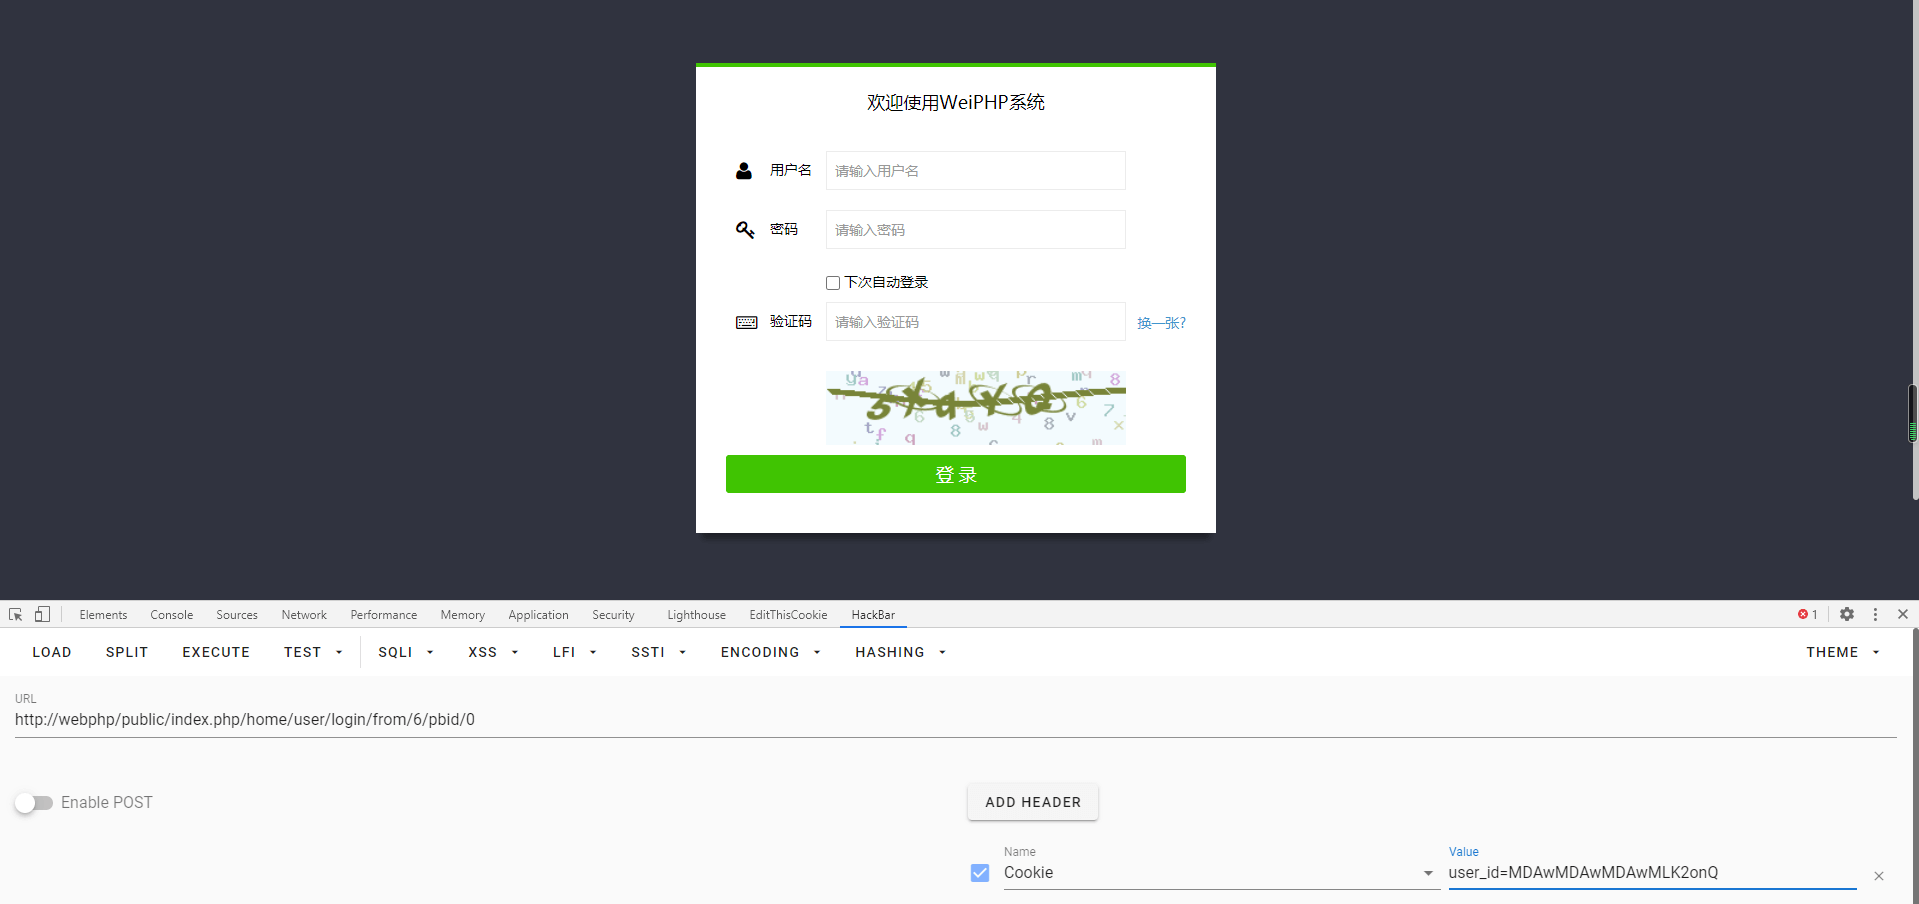 欢迎使用WeiPHP系统
用户名 请输入用户名
密码 请输入密码
下次自动登录
验证码 请输入验证码 换一张?
登 录
Elements Console Sources Network Performance Memory Application Security Lighthouse EditThisCookie HackBar 1
LOAD SPLIT EXECUTE TEST SQLI XSS LFI SSTI ENCODING HASHING THEME
URL
http://webphp/public/index.php/home/user/login/from/6/pbid/0
Enable POST ADD HEADER
Name Value
Cookie user_id=MDAwMDAwMDAwMLK2onQ